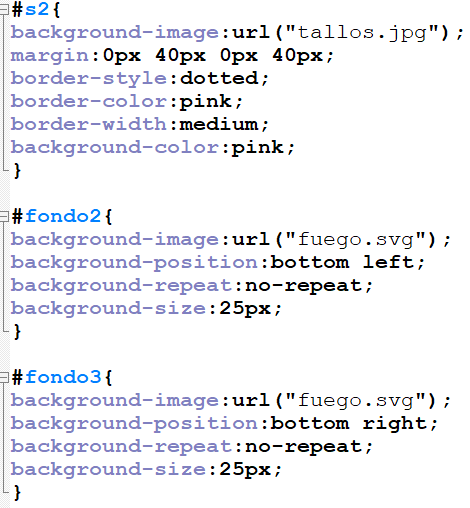 #s2{
background-image:url("tallos.jpg");
margin:0px 40px 0px 40px;
border-style:dotted;
border-color:pink;
border-width:medium;
background-color:pink;
}
#fondo2{
background-image:url("fuego.svg");
background-position:bottom left;
background-repeat:no-repeat;
background-size:25px;
}
#fondo3{
background-image:url("fuego.svg");
background-position:bottom right;
background-repeat:no-repeat;
background-size:25px;
}